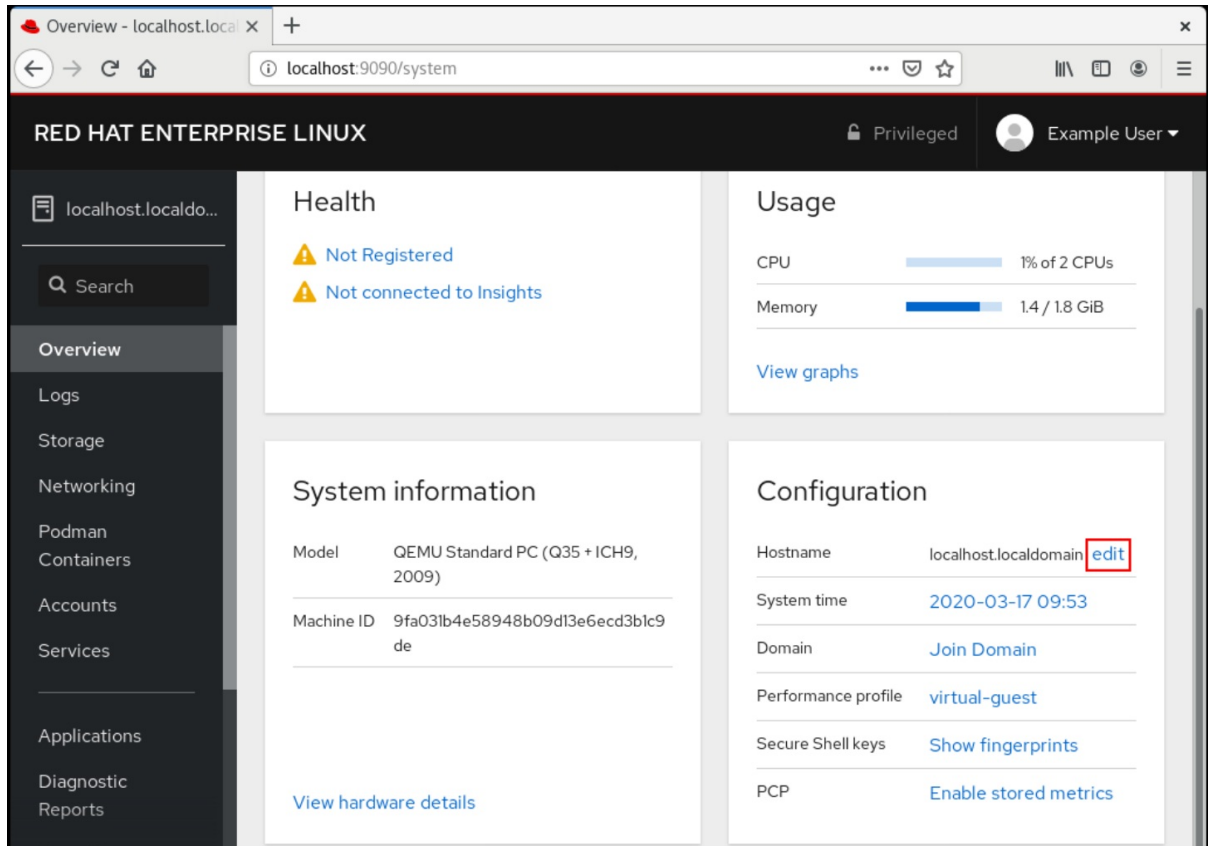 Overview - localhost.local
localhost:9090/system
RED HAT ENTERPRISE LINUX
Privileged
Example User
localhost.localdo...
Search
Overview
Logs
Storage
Networking
Podman
Containers
Accounts
Services
Applications
Diagnostic
Reports
Health
Not Registered
Not connected to Insights
Usage
CPU 1% of 2 CPUs
Memory 1.4 / 1.8 GiB
View graphs
System information
Model QEMU Standard PC (Q35 + ICH9,
2009)
Machine ID 9fa031b4e58948b09d13e6ecd3b1c9
de
View hardware details
Configuration
Hostname localhost.localdomain edit
System time 2020-03-17 09:53
Domain Join Domain
Performance profile virtual-guest
Secure Shell keys Show fingerprints
PCP Enable stored metrics